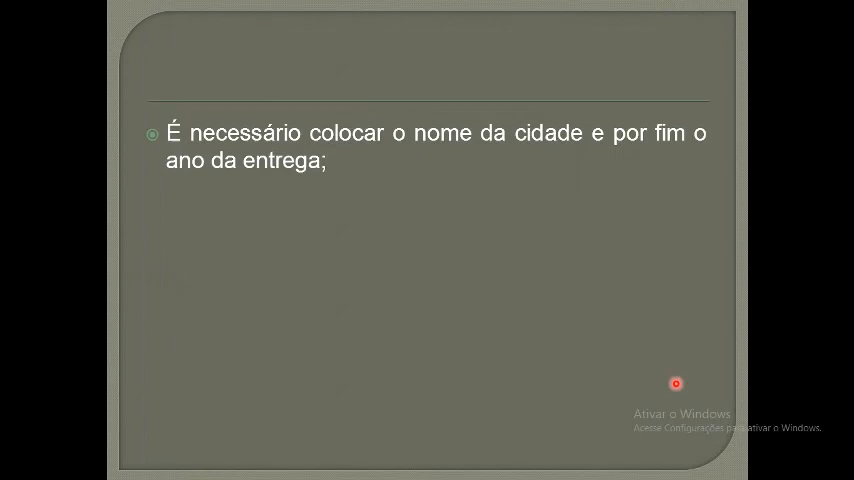 É necessário colocar o nome da cidade e por fim o
ano da entrega;
Ativar o Windows
Acesse Configurações para ativar o Windows.